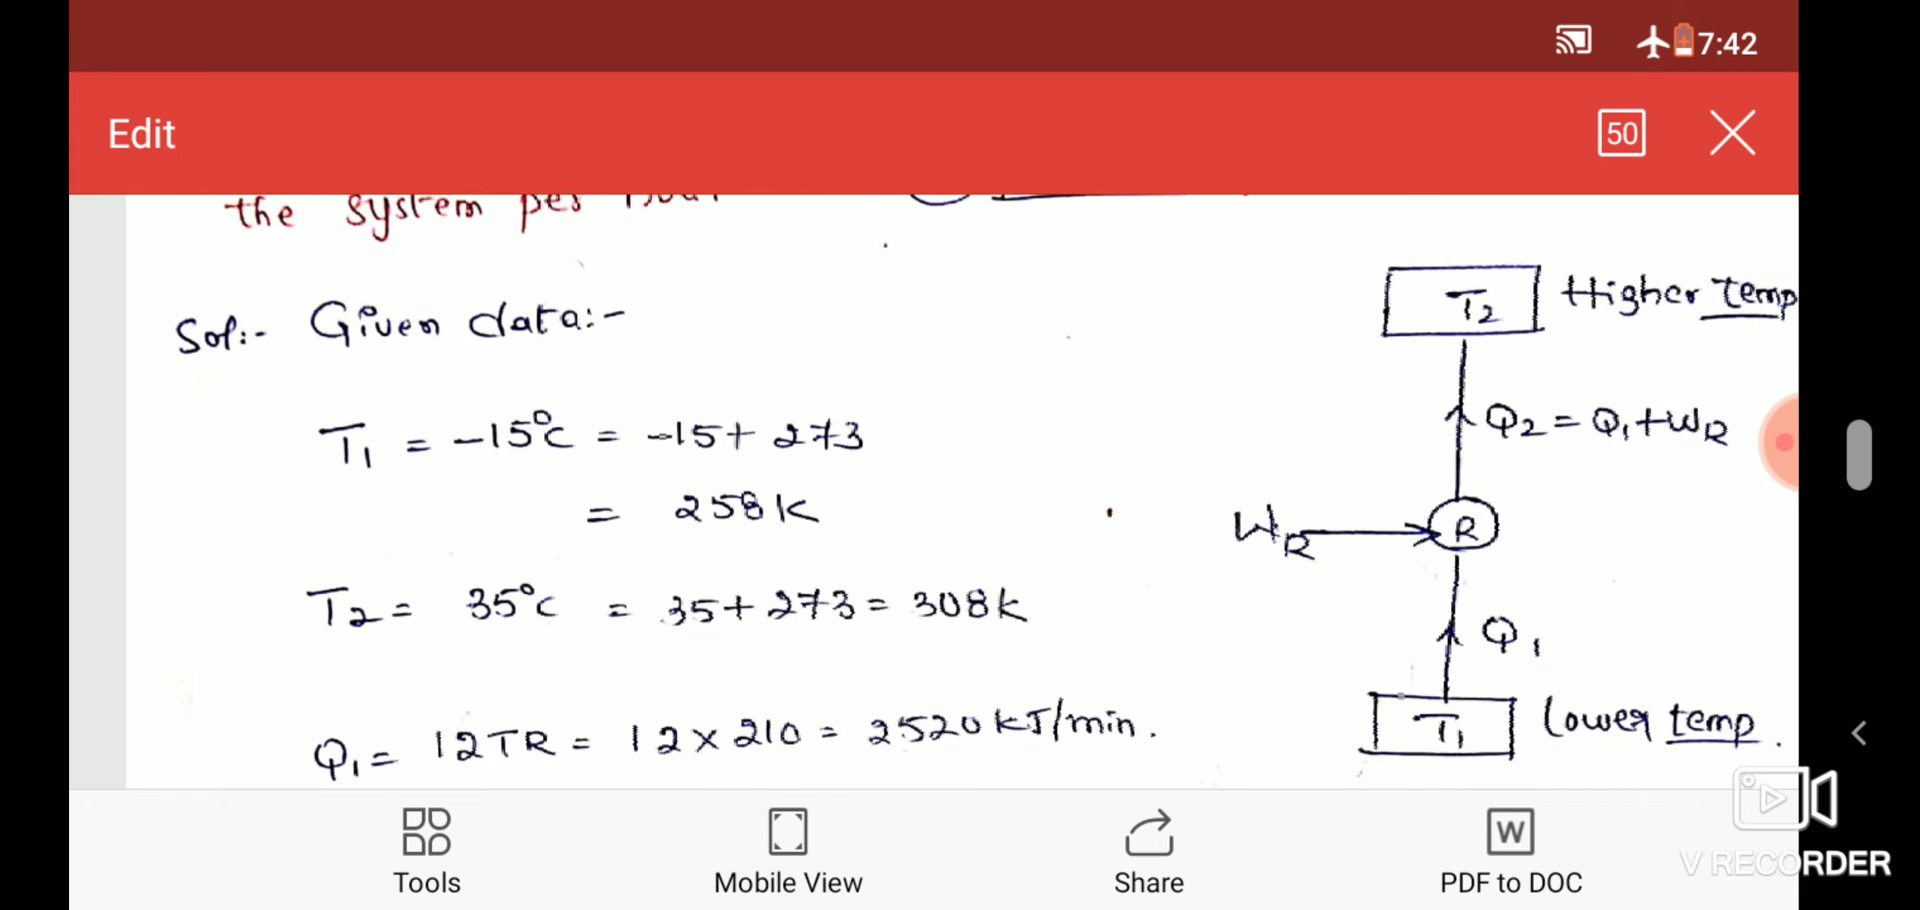 7:42
Edit
50
the system per
Sol:- Given data:-
T2 Higher temp
T1 = -15°C = -15+273
= 258K
Q2 = Q1+WR
WR
R
T2 = 35°C = 35+273 = 308K
Q1
Q1 = 12TR = 12×210 = 2520 kJ/min.
T1 lower temp.
Tools
Mobile View
Share
W
PDF to DOC
V RECORDER